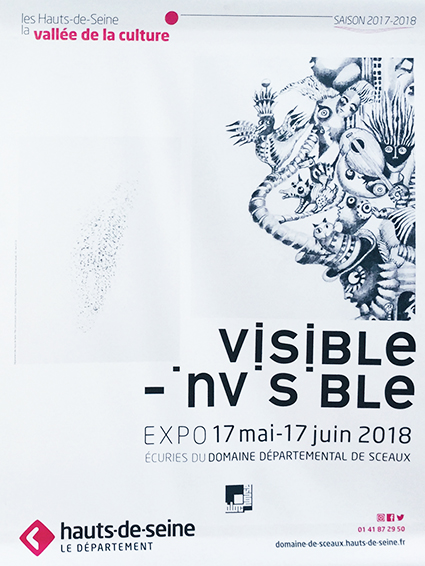 les Hauts-de-Seine
la vallée de la culture
SAISON 2017-2018
VISIBLE
-INVISIBLE
EXPO 17 mai-17 juin 2018
ÉCURIES DU DOMAINE DÉPARTEMENTAL DE SCEAUX
01 41 87 29 50
domaine-de-sceaux.hauts-de-seine.fr
hauts-de-seine
LE DÉPARTEMENT